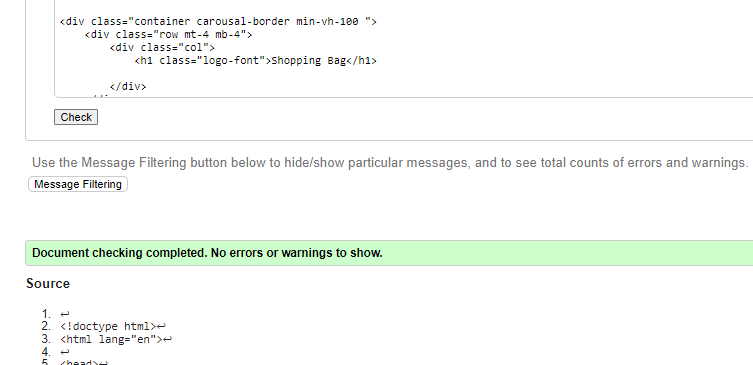 <div class="container carousal-border min-vh-100 ">
<div class="row mt-4 mb-4">
<div class="col">
<h1 class="logo-font">Shopping Bag</h1>
</div>
Check
Use the Message Filtering button below to hide/show particular messages, and to see total counts of errors and warnings.
Message Filtering
Document checking completed. No errors or warnings to show.
Source
1. ↩
2. <!doctype html>↩
3. <html lang="en">↩
4. ↩
5. <head>↩